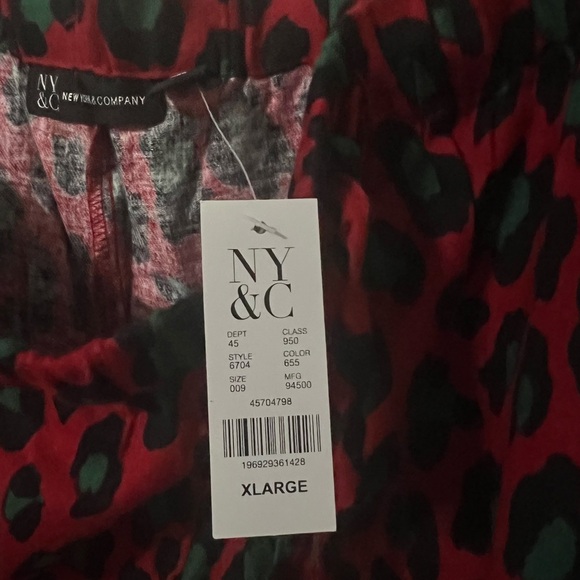 NY
&C NEW YORK & COMPANY
NY
&C
DEPT CLASS
45 950
STYLE COLOR
6704 655
SIZE MFG
009 94500
45704798
196929361428
XLARGE